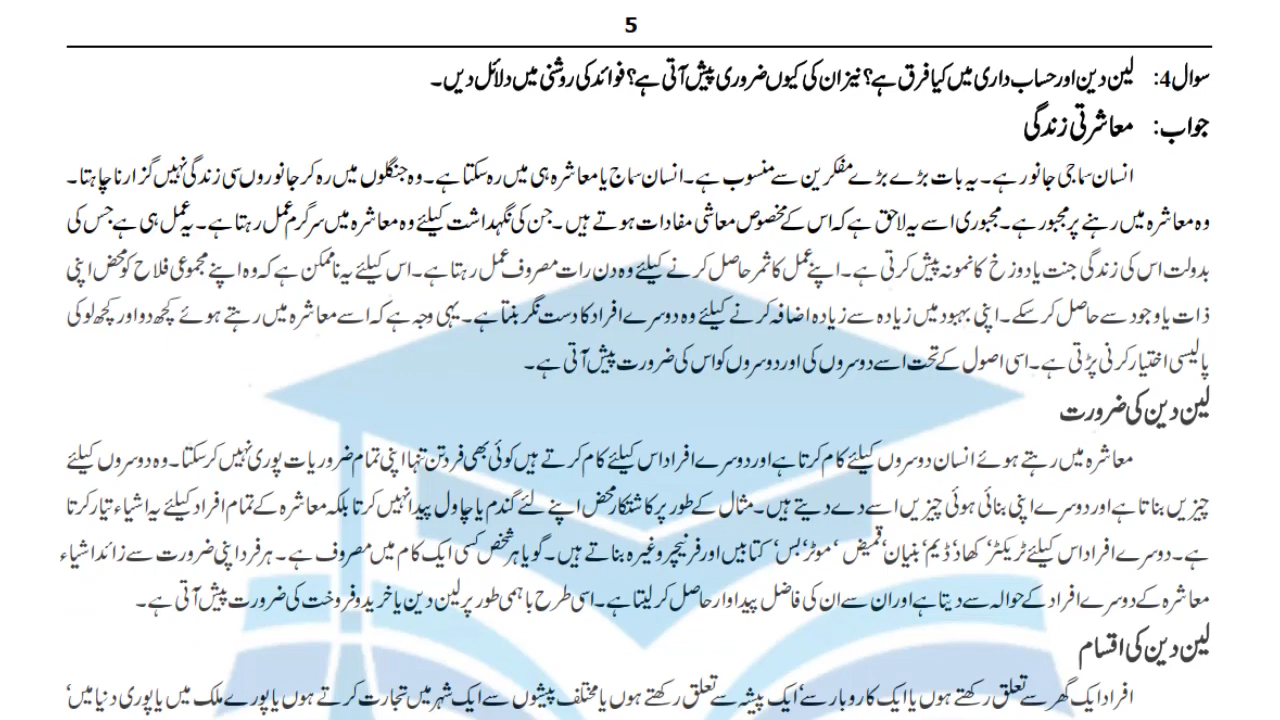 5
سوال 4: لین دین اور حساب داری میں کیا فرق ہے؟ نیز ان کی کیوں ضروری پیش آتی ہے؟ فوائد کی روشنی میں دلائل دیں۔
جواب: معاشرتی زندگی
انسان سماجی جانور ہے۔ یہ بات بڑے بڑے مفکرین سے منسوب ہے۔ انسان سماج یا معاشرہ ہی میں رہ سکتا ہے۔ وہ جنگلوں میں رہ کر جانوروں سی زندگی نہیں گزارنا چاہتا۔
وہ معاشرہ میں رہنے پر مجبور ہے۔ مجبوری اسے یہ لاحق ہے کہ اس کے مخصوص معاشی مفادات ہوتے ہیں۔ جن کی نگہداشت کیلئے وہ معاشرہ میں سرگرم عمل رہتا ہے۔ یہ عمل ہی ہے جس کی
بدولت اس کی زندگی جنت یا دوزخ کا نمونہ پیش کرتی ہے۔ اپنے عمل کا ثمر حاصل کرنے کیلئے وہ دن رات مصروف عمل رہتا ہے۔ اس کیلئے یہ ناممکن ہے کہ وہ اپنے مجموعی فلاح کو محض اپنی
ذات یا وجود سے حاصل کر سکے۔ اپنی بہبود میں زیادہ سے زیادہ اضافہ کرنے کیلئے وہ دوسرے افراد کا دست نگر بنتا ہے۔ یہی وجہ ہے کہ اسے معاشرہ میں رہتے ہوئے کچھ دو اور کچھ لو کی
پالیسی اختیار کرنی پڑتی ہے۔ اسی اصول کے تحت اسے دوسروں کی اور دوسروں کو اس کی ضرورت پیش آتی ہے۔
لین دین کی ضرورت
معاشرہ میں رہتے ہوئے انسان دوسروں کیلئے کام کرتا ہے اور دوسرے افراد اس کیلئے کام کرتے ہیں کوئی بھی فرد تن تنہا اپنی تمام ضروریات پوری نہیں کر سکتا۔ وہ دوسروں کیلئے
چیزیں بناتا ہے اور دوسرے اپنی بنائی ہوئی چیزیں اسے دے دیتے ہیں۔ مثال کے طور پر کاشتکار محض اپنے لئے گندم یا چاول پیدا نہیں کرتا بلکہ معاشرہ کے تمام افراد کیلئے یہ اشیاء تیار کرتا
ہے۔ دوسرے افراد اس کیلئے ٹریکٹر، کھاد، ڈیم، بنیان، قمیض، موٹر، بس، کتابیں اور فرنیچر وغیرہ بناتے ہیں۔ گویا ہر شخص کسی ایک کام میں مصروف ہے۔ ہر فرد اپنی ضرورت سے زائد اشیاء
معاشرہ کے دوسرے افراد کے حوالہ سے دیتا ہے اور ان سے ان کی فاضل پیداوار حاصل کر لیتا ہے۔ اسی طرح باہمی طور پر لین دین یا خرید و فروخت کی ضرورت پیش آتی ہے۔
لین دین کی اقسام
افراد ایک گھر سے تعلق رکھتے ہوں یا ایک کاروبار سے، ایک پیشہ سے تعلق رکھتے ہوں یا مختلف پیشوں سے ایک شہر میں تجارت کرتے ہوں یا پورے ملک میں یا پوری دنیا میں،